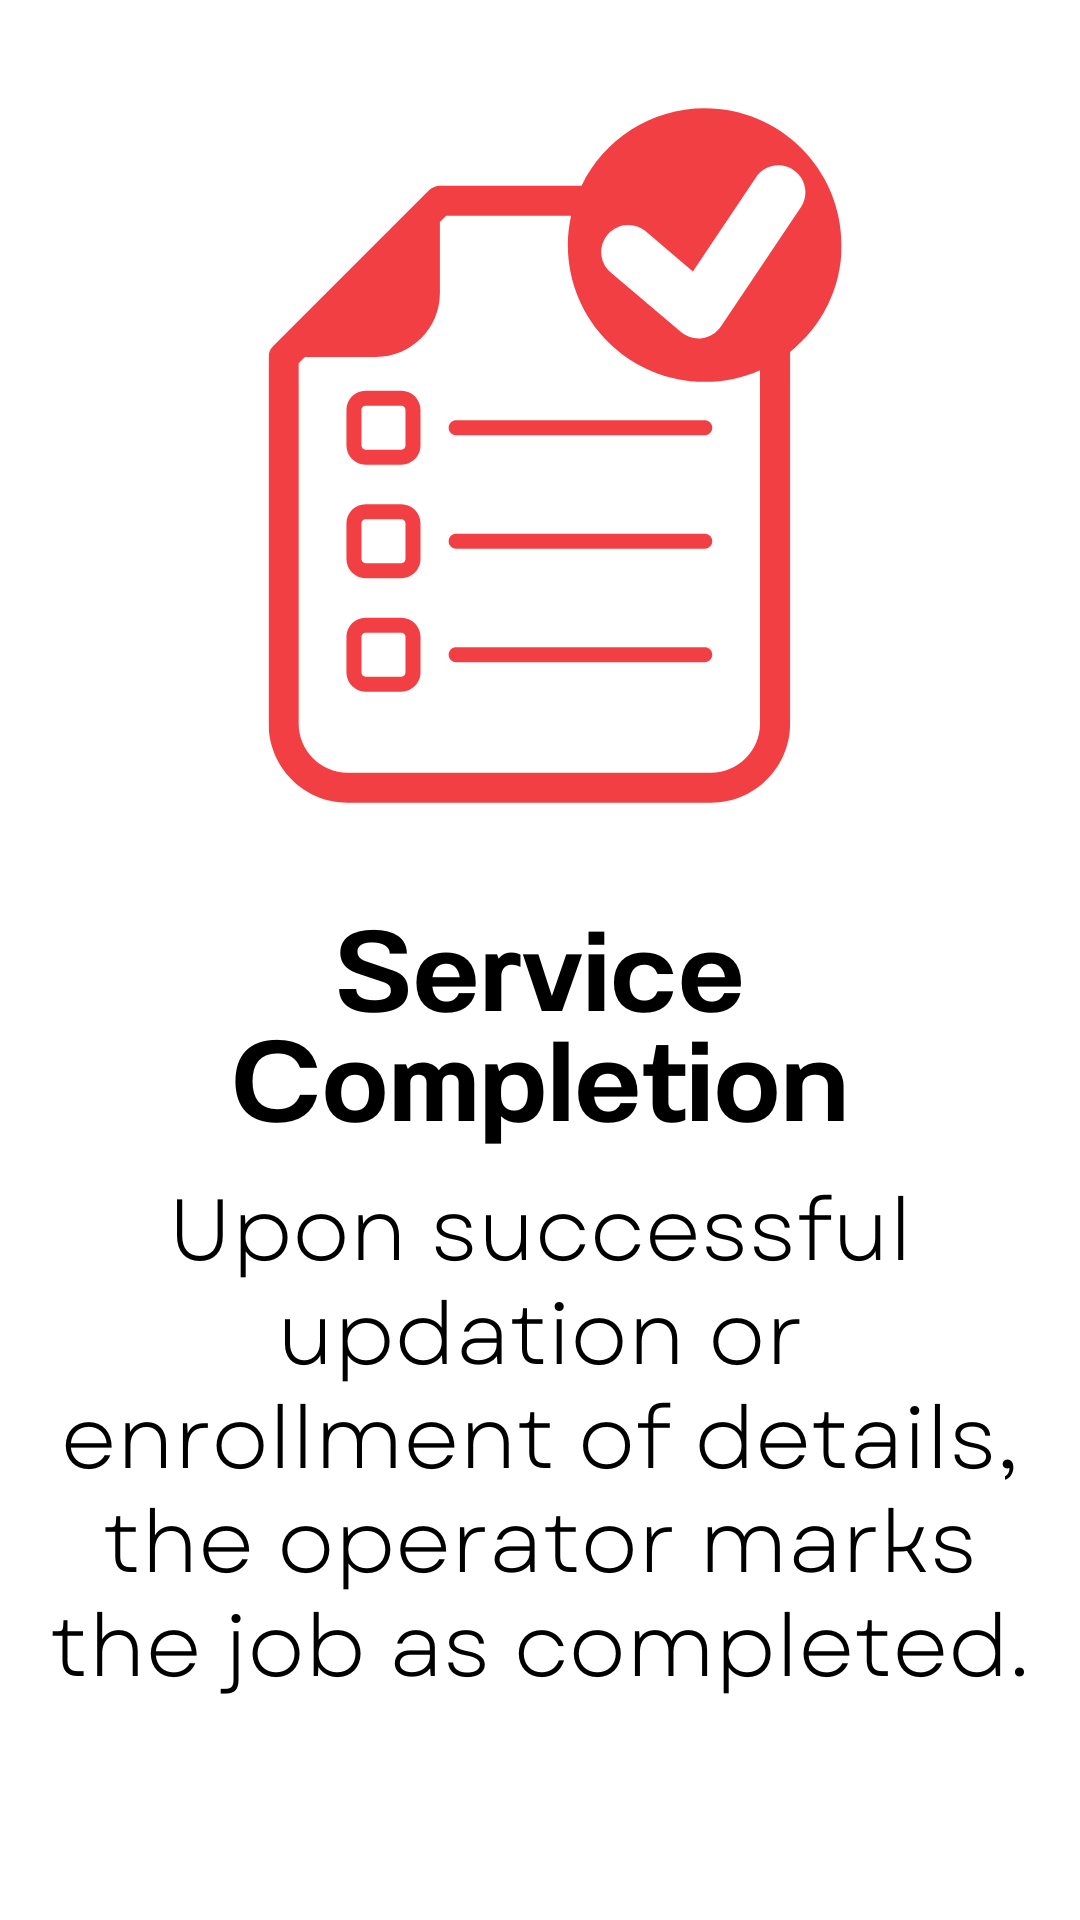 Service
Completion
Upon successful
updation or
enrollment of details,
the operator marks
the job as completed.